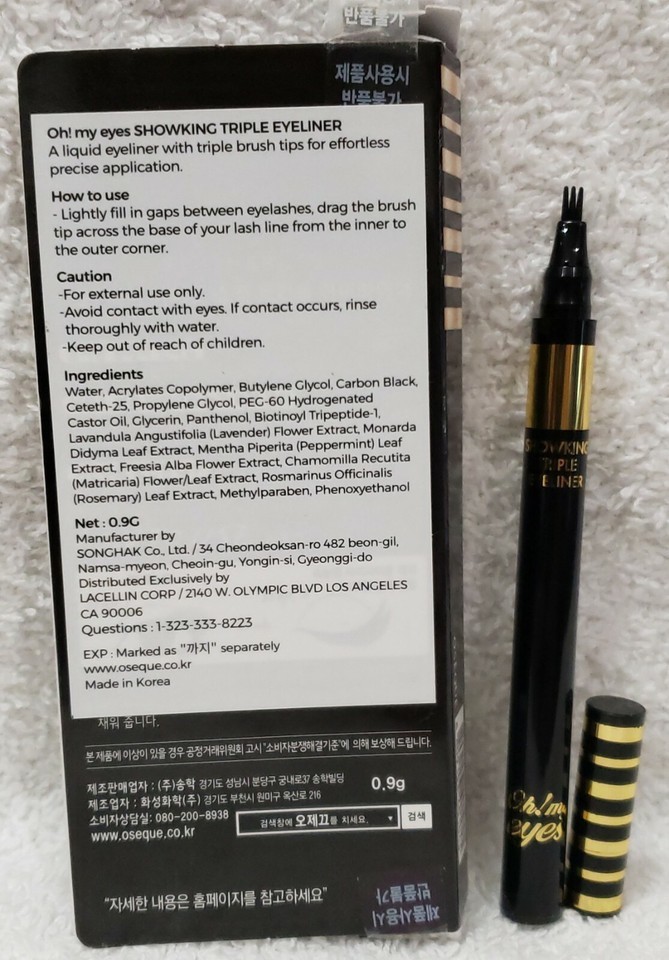 반품불가
제품사용시
반품불가
Oh! my eyes SHOWKING TRIPLE EYELINER
A liquid eyeliner with triple brush tips for effortless
precise application.
How to use
- Lightly fill in gaps between eyelashes, drag the brush
tip across the base of your lash line from the inner to
the outer corner.
Caution
-For external use only.
-Avoid contact with eyes. If contact occurs, rinse
thoroughly with water.
-Keep out of reach of children.
Ingredients
Water, Acrylates Copolymer, Butylene Glycol, Carbon Black,
Ceteth-25, Propylene Glycol, PEG-60 Hydrogenated
Castor Oil, Glycerin, Panthenol, Biotinoyl Tripeptide-1,
Lavandula Angustifolia (Lavender) Flower Extract, Monarda
Didyma Leaf Extract, Mentha Piperita (Peppermint) Leaf
Extract, Freesia Alba Flower Extract, Chamomilla Recutita
(Matricaria) Flower/Leaf Extract, Rosmarinus Officinalis
(Rosemary) Leaf Extract, Methylparaben, Phenoxyethanol
Net : 0.9G
Manufacturer by
SONGHAK Co., Ltd. / 34 Cheondeoksan-ro 482 beon-gil,
Namsa-myeon, Cheoin-gu, Yongin-si, Gyeonggi-do
Distributed Exclusively by
LACELLIN CORP / 2140 W. OLYMPIC BLVD LOS ANGELES
CA 90006
Questions : 1-323-333-8223
EXP : Marked as "까지" separately
www.oseque.co.kr
Made in Korea
채워 줍니다.
본 제품에 이상이 있을 경우 공정거래위원회 고시 '소비자분쟁해결기준'에 의해 보상해 드립니다.
제조판매업자 : (주)송학 경기도 성남시 분당구 궁내로37 송학빌딩
제조업자 : 화성화학(주) 경기도 부천시 원미구 옥산로 216
소비자상담실: 080-200-8938
www.oseque.co.kr
0.9g
검색창에 오제끄를 치세요. 검색
"자세한 내용은 홈페이지를 참고하세요"
제품사용시
반품불가
SHOWKING
TRIPLE
EYELINER
Oh! my
eyes